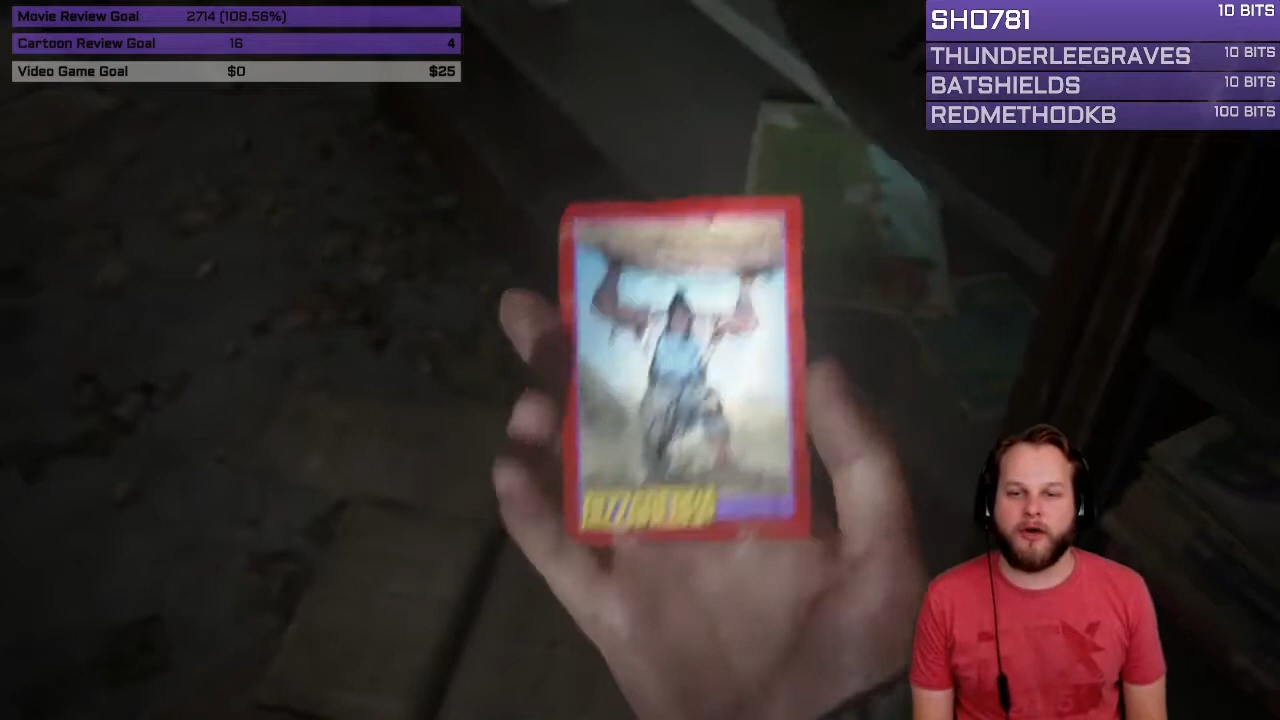 Movie Review Goal 2714 (108.56%)
Cartoon Review Goal 16 4
Video Game Goal $0 $25
SHO781 10 BITS
THUNDERLEEGRAVES 10 BITS
BATSHIELDS 10 BITS
REDMETHODKB 100 BITS